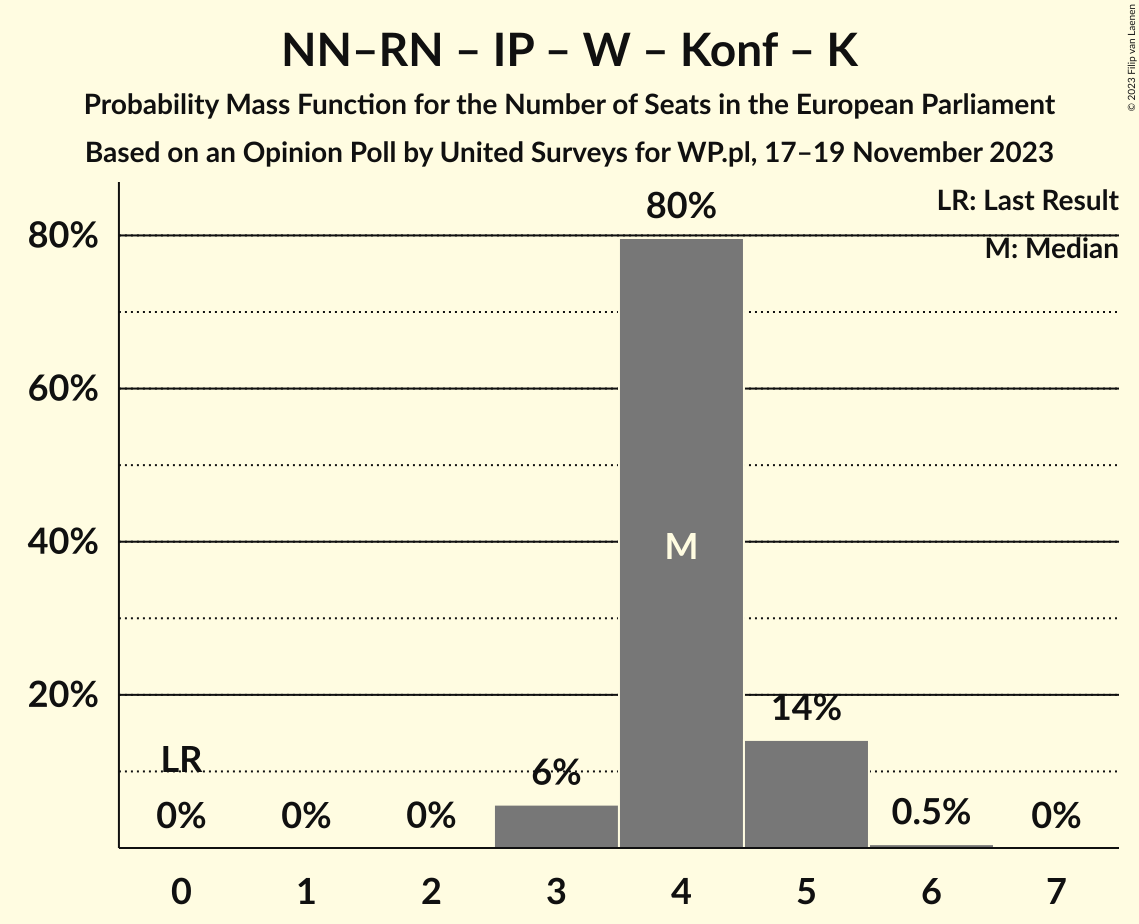 NN–RN – IP – W – Konf – K
Probability Mass Function for the Number of Seats in the European Parliament
Based on an Opinion Poll by United Surveys for WP.pl, 17–19 November 2023
© 2023 Filip van Laenen
LR: Last Result
M: Median
80%
80%
60%
40%
20%
M
LR
0%
0%
0%
6%
14%
0.5%
0%
0 1 2 3 4 5 6 7